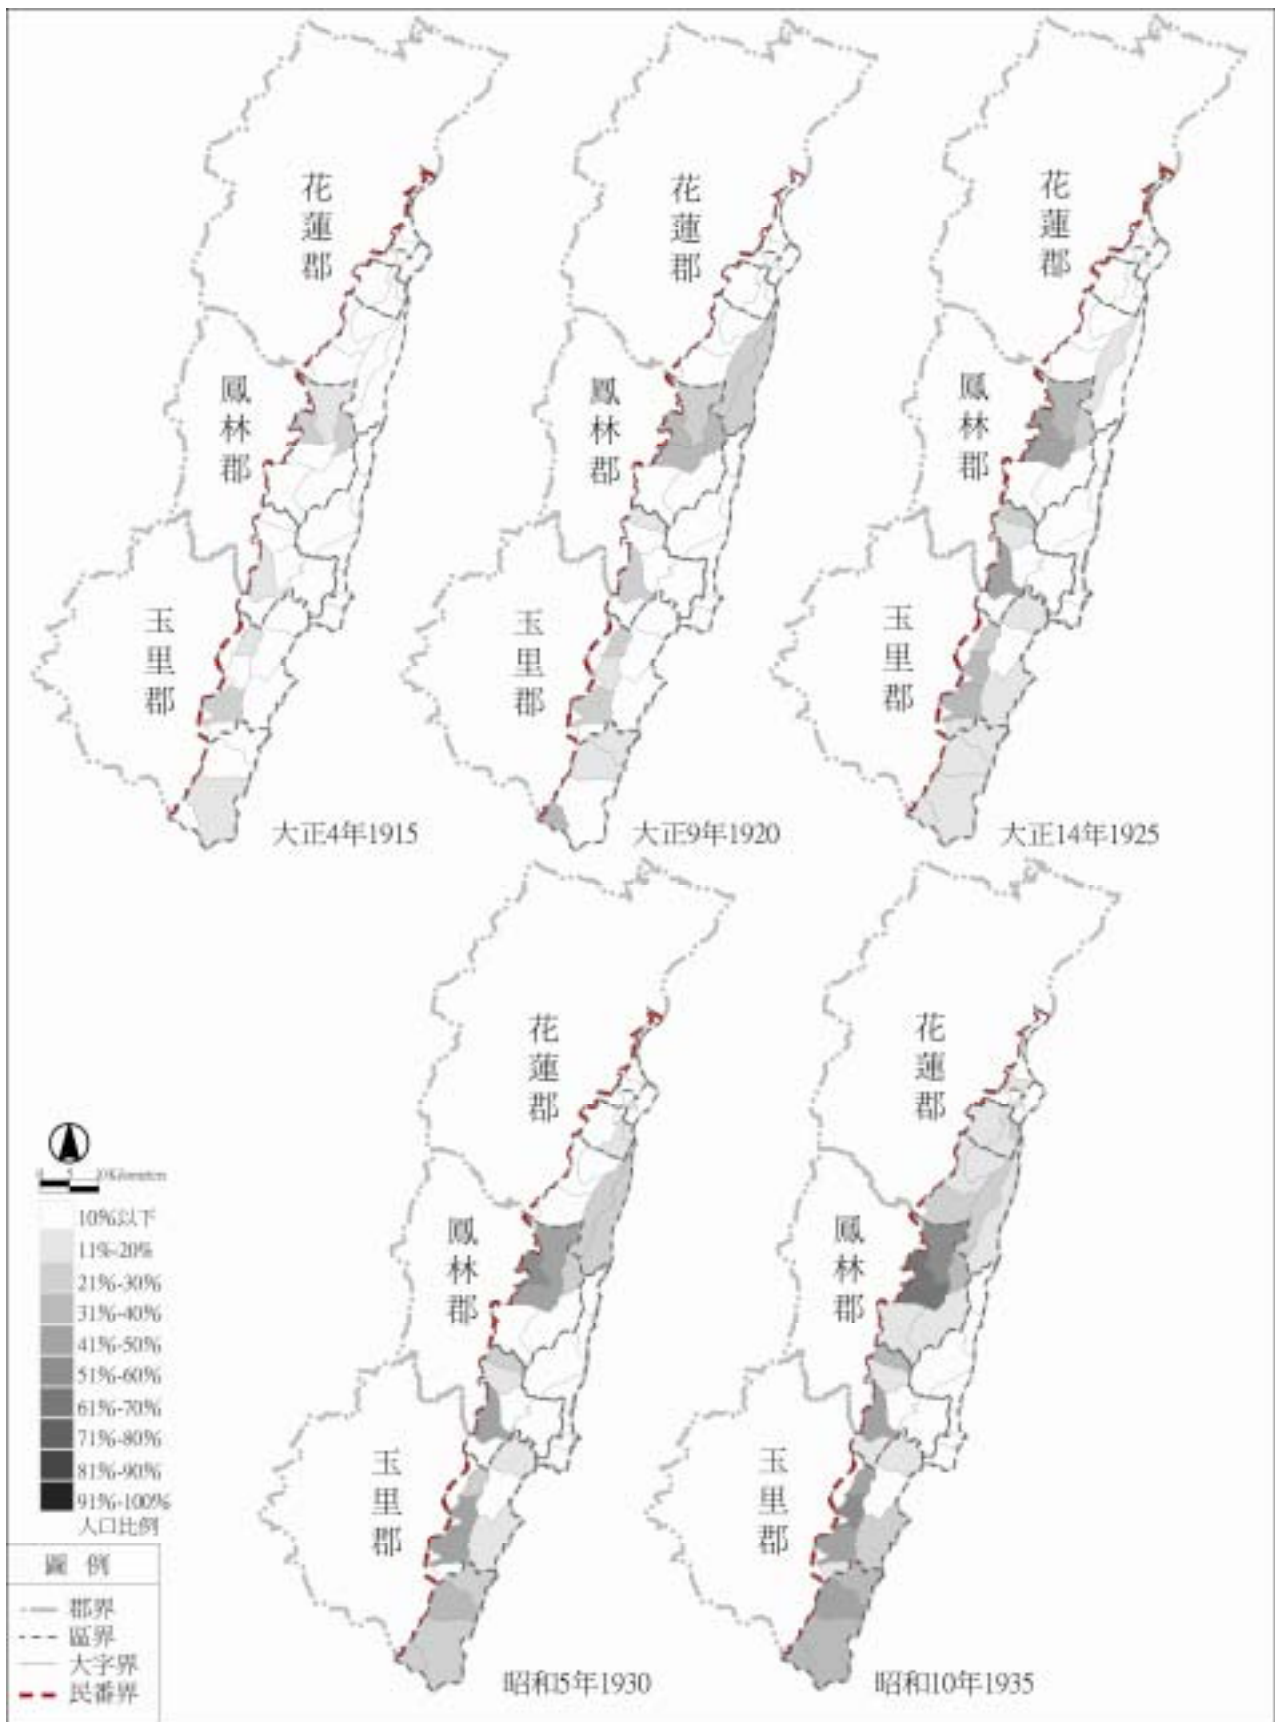 花蓮郡
鳳林郡
玉里郡
大正4年1915
花蓮郡
鳳林郡
玉里郡
大正9年1920
花蓮郡
鳳林郡
玉里郡
大正14年1925
花蓮郡
鳳林郡
玉里郡
昭和5年1930
花蓮郡
鳳林郡
玉里郡
昭和10年1935
10%以下
11%-20%
21%-30%
31%-40%
41%-50%
51%-60%
61%-70%
71%-80%
81%-90%
91%-100%
人口比例
圖例
郡界
區界
大字界
民番界